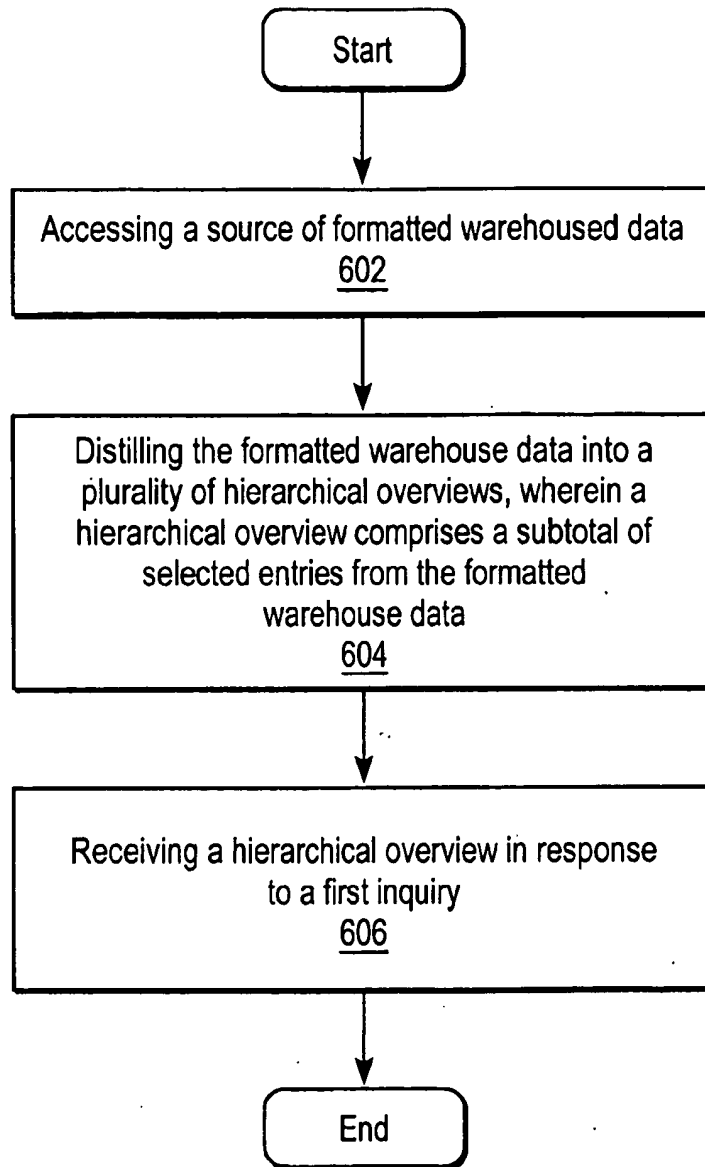 Start
Accessing a source of formatted warehoused data
602
Distilling the formatted warehouse data into a
plurality of hierarchical overviews, wherein a
hierarchical overview comprises a subtotal of
selected entries from the formatted
warehouse data
604
Receiving a hierarchical overview in response
to a first inquiry
606
End